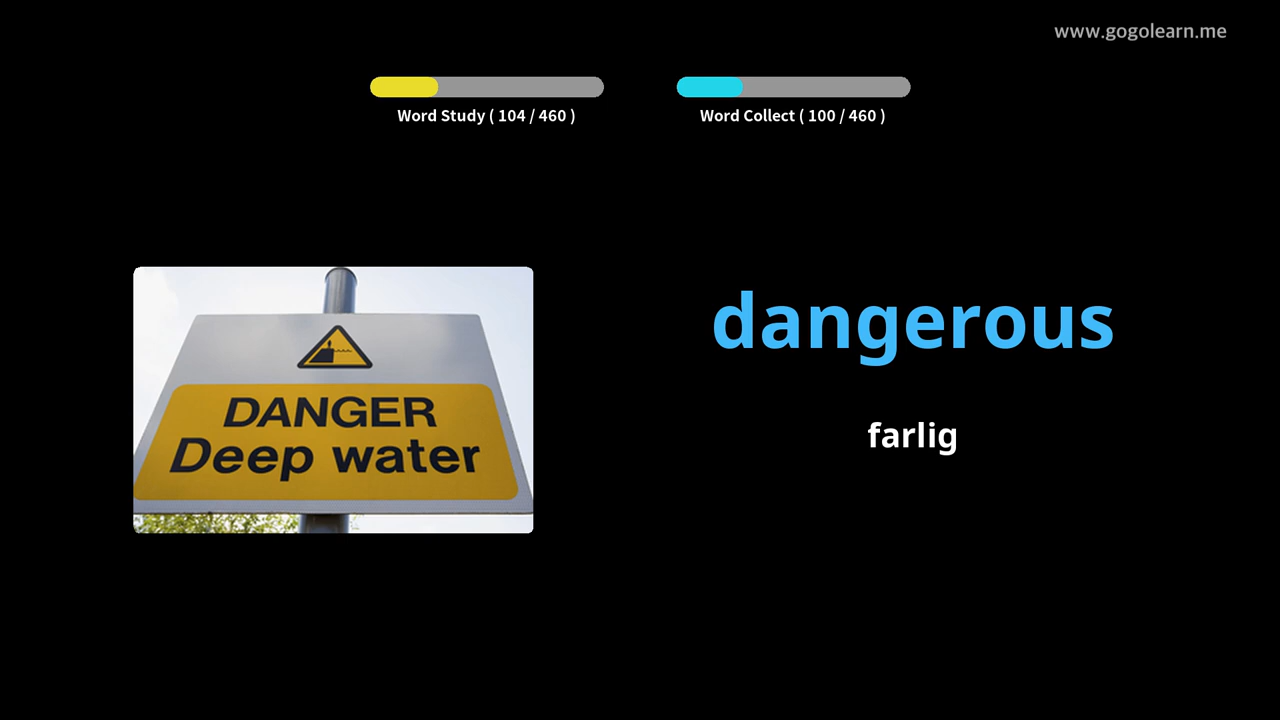 www.gogolearn.me
Word Study ( 104 / 460 )
Word Collect ( 100 / 460 )
DANGER
Deep water
dangerous
farlig